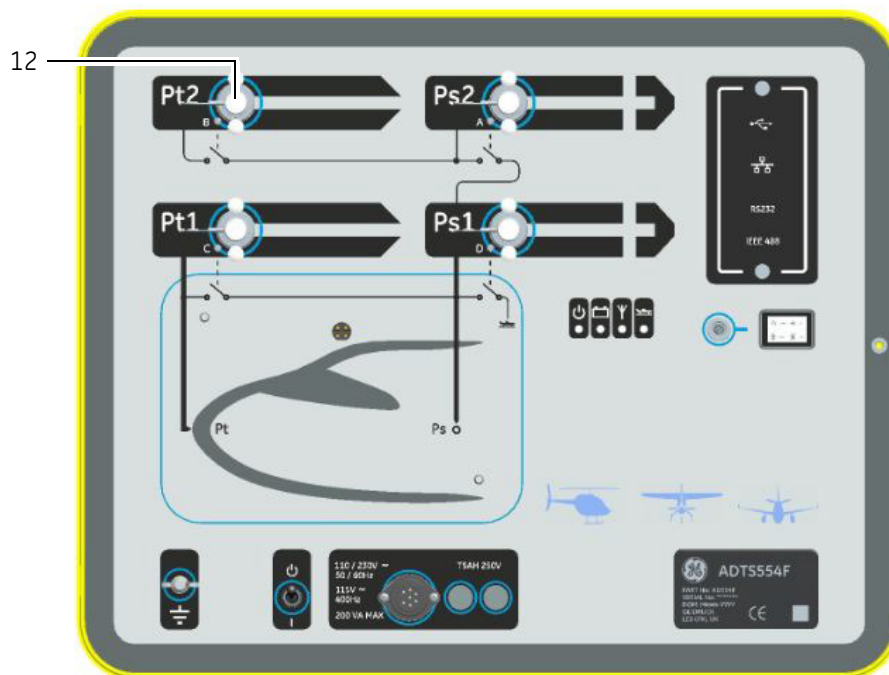 12
Pt2
Ps2
B
A
RS232
IEEE 488
Pt1
Ps1
C
D
Pt
Ps
110 / 230V ~
50 / 60Hz
115V ~
400Hz
200 VA MAX
T5AH 250V
I
GE ADTS554F
CE